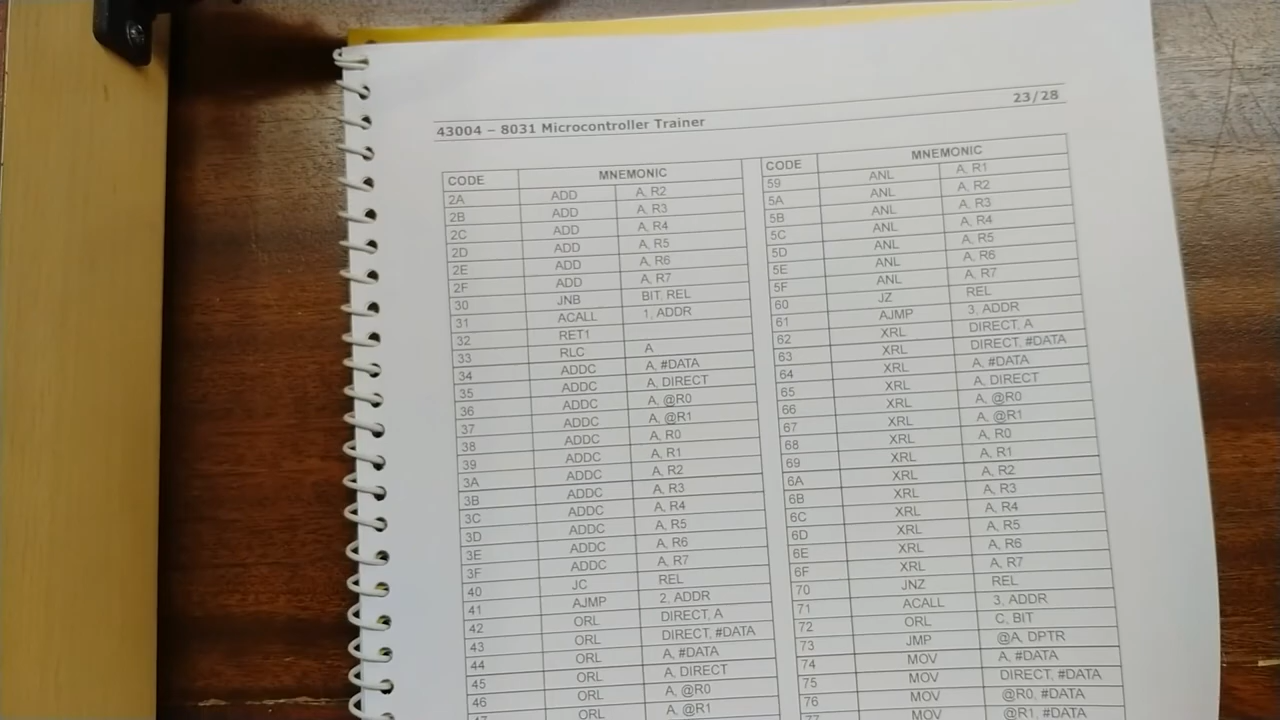 23/28
43004 – 8031 Microcontroller Trainer
CODE MNEMONIC
2A ADD A, R2
2B ADD A, R3
2C ADD A, R4
2D ADD A, R5
2E ADD A, R6
2F ADD A, R7
30 JNB BIT, REL
31 ACALL 1, ADDR
32 RET1
33 RLC A
34 ADDC A, #DATA
35 ADDC A, DIRECT
36 ADDC A, @R0
37 ADDC A, @R1
38 ADDC A, R0
39 ADDC A, R1
3A ADDC A, R2
3B ADDC A, R3
3C ADDC A, R4
3D ADDC A, R5
3E ADDC A, R6
3F ADDC A, R7
40 JC REL
41 AJMP 2, ADDR
42 ORL DIRECT, A
43 ORL DIRECT, #DATA
44 ORL A, #DATA
45 ORL A, DIRECT
46 ORL A, @R0
47 ORL A, @R1
CODE MNEMONIC
59 ANL A, R1
5A ANL A, R2
5B ANL A, R3
5C ANL A, R4
5D ANL A, R5
5E ANL A, R6
5F ANL A, R7
60 JZ REL
61 AJMP 3, ADDR
62 XRL DIRECT, A
63 XRL DIRECT, #DATA
64 XRL A, #DATA
65 XRL A, DIRECT
66 XRL A, @R0
67 XRL A, @R1
68 XRL A, R0
69 XRL A, R1
6A XRL A, R2
6B XRL A, R3
6C XRL A, R4
6D XRL A, R5
6E XRL A, R6
6F XRL A, R7
70 JNZ REL
71 ACALL 3, ADDR
72 ORL C, BIT
73 JMP @A, DPTR
74 MOV A, #DATA
75 MOV DIRECT, #DATA
76 MOV @R0, #DATA
77 MOV @R1, #DATA